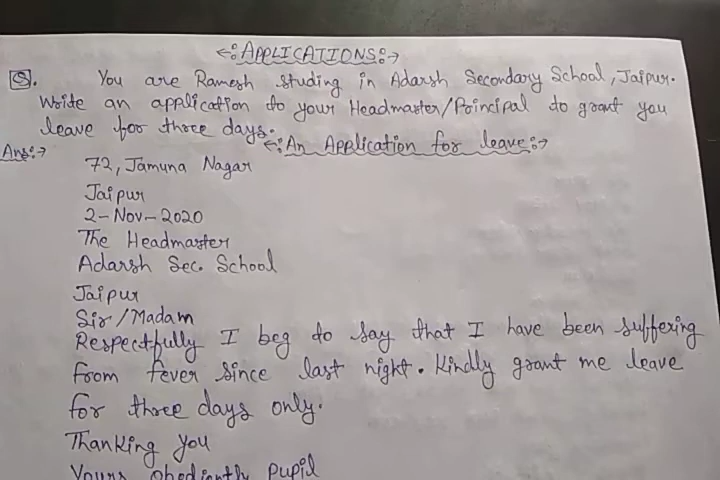 ←:APPLICATIONS:→
Q. You are Ramesh studing in Adarsh Secondary School, Jaipur.
Write an application to your Headmaster/Principal to grant you
leave for three days.
←:An Application for leave:→
Ans:→
72, Jamuna Nagar
Jaipur
2-Nov-2020
The Headmaster
Adarsh Sec. School
Jaipur
Sir/Madam
Respectfully I beg to say that I have been suffering
from fever since last night. Kindly grant me leave
for three days only.
Thanking you
Yours obediently pupil